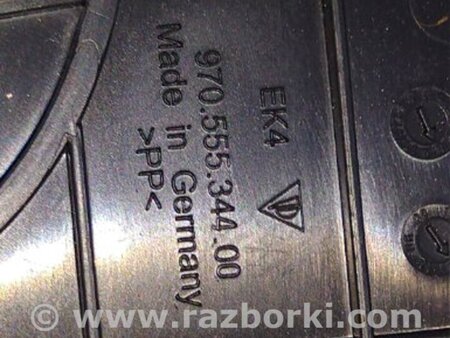 EK4
970.555.344.00
Made in Germany
>PP<
© www.razborki.com